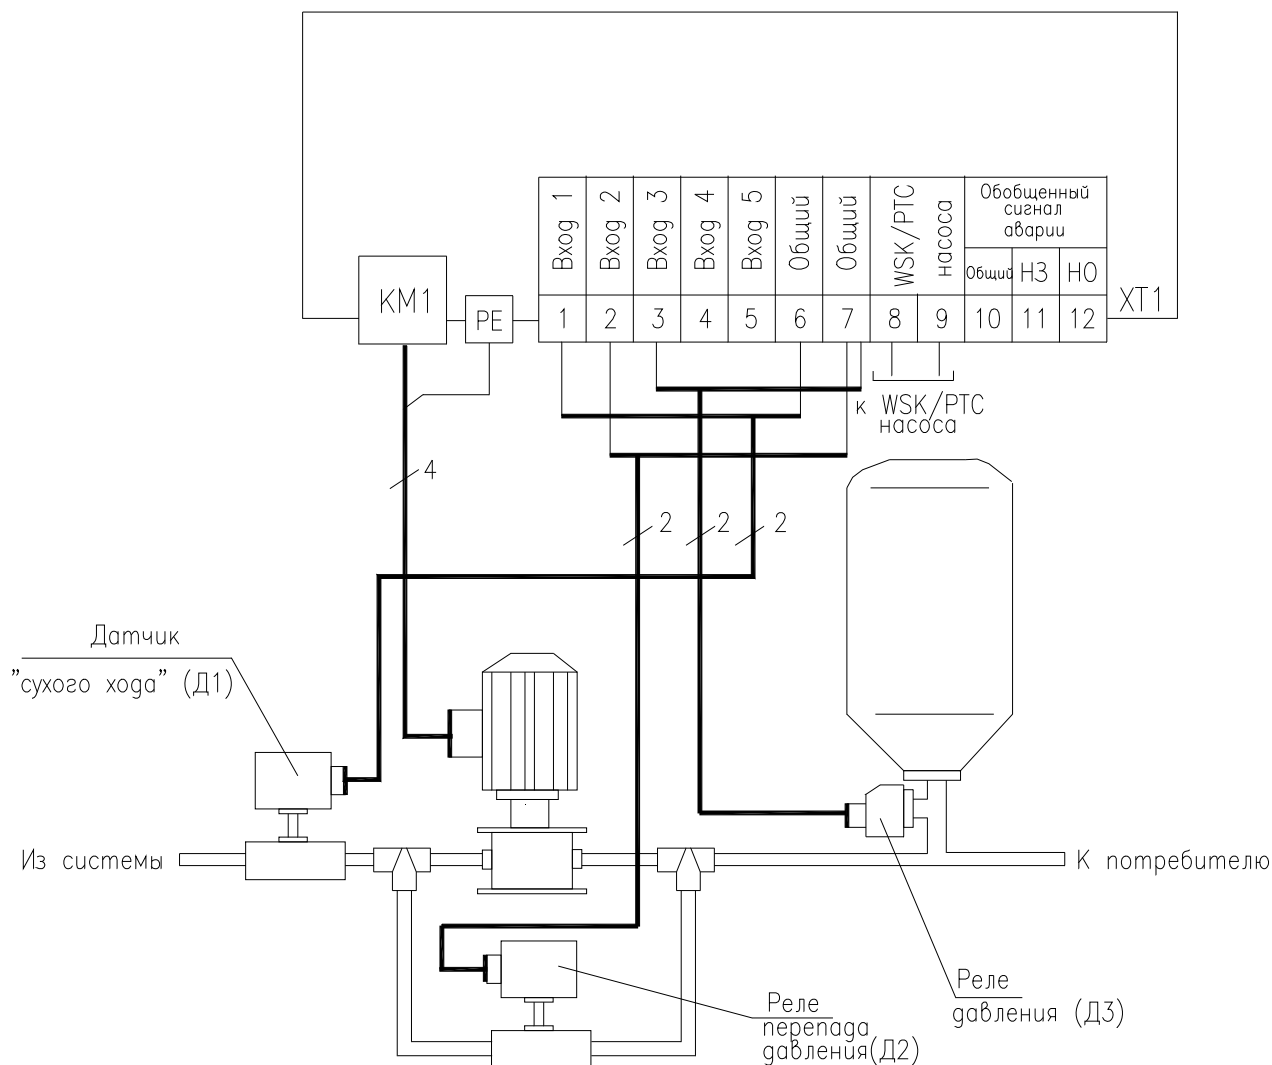 Вход 1
Вход 2
Вход 3
Вход 4
Вход 5
Общий
Общий
WSK/PTC
насоса
Обобщенный
сигнал
аварии
Общий
НЗ
НО
KM1
PE
1 2 3 4 5 6 7 8 9 10 11 12
XT1
к WSK/PTC
насоса
4
2
2
2
Датчик
"сухого хода" (Д1)
Из системы
К потребителю
Реле
давления (Д3)
Реле
перепада
давления(Д2)